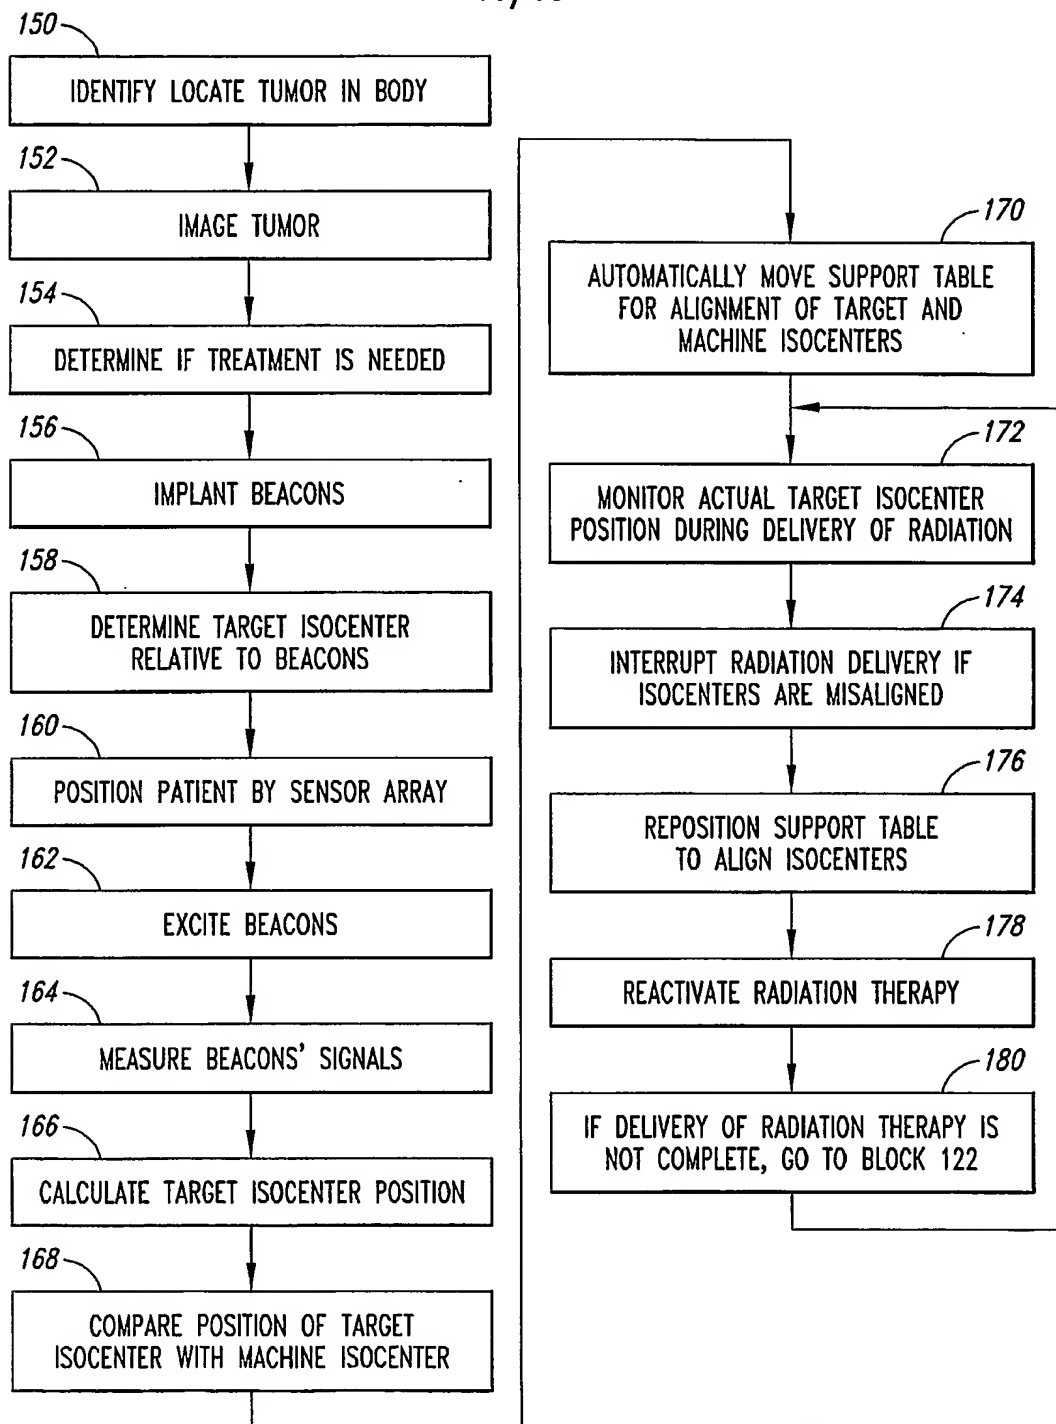 150
IDENTIFY LOCATE TUMOR IN BODY
152
IMAGE TUMOR
154
DETERMINE IF TREATMENT IS NEEDED
156
IMPLANT BEACONS
158
DETERMINE TARGET ISOCENTER
RELATIVE TO BEACONS
160
POSITION PATIENT BY SENSOR ARRAY
162
EXCITE BEACONS
164
MEASURE BEACONS' SIGNALS
166
CALCULATE TARGET ISOCENTER POSITION
168
COMPARE POSITION OF TARGET
ISOCENTER WITH MACHINE ISOCENTER
170
AUTOMATICALLY MOVE SUPPORT TABLE
FOR ALIGNMENT OF TARGET AND
MACHINE ISOCENTERS
172
MONITOR ACTUAL TARGET ISOCENTER
POSITION DURING DELIVERY OF RADIATION
174
INTERRUPT RADIATION DELIVERY IF
ISOCENTERS ARE MISALIGNED
176
REPOSITION SUPPORT TABLE
TO ALIGN ISOCENTERS
178
REACTIVATE RADIATION THERAPY
180
IF DELIVERY OF RADIATION THERAPY IS
NOT COMPLETE, GO TO BLOCK 122